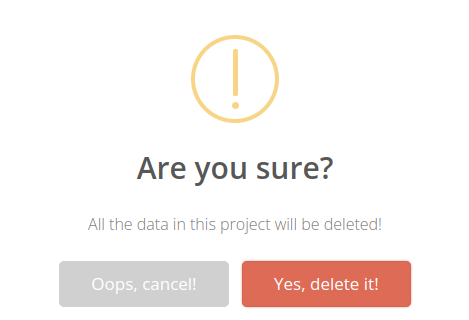 Are you sure?
All the data in this project will be deleted!
Oops, cancel!
Yes, delete it!